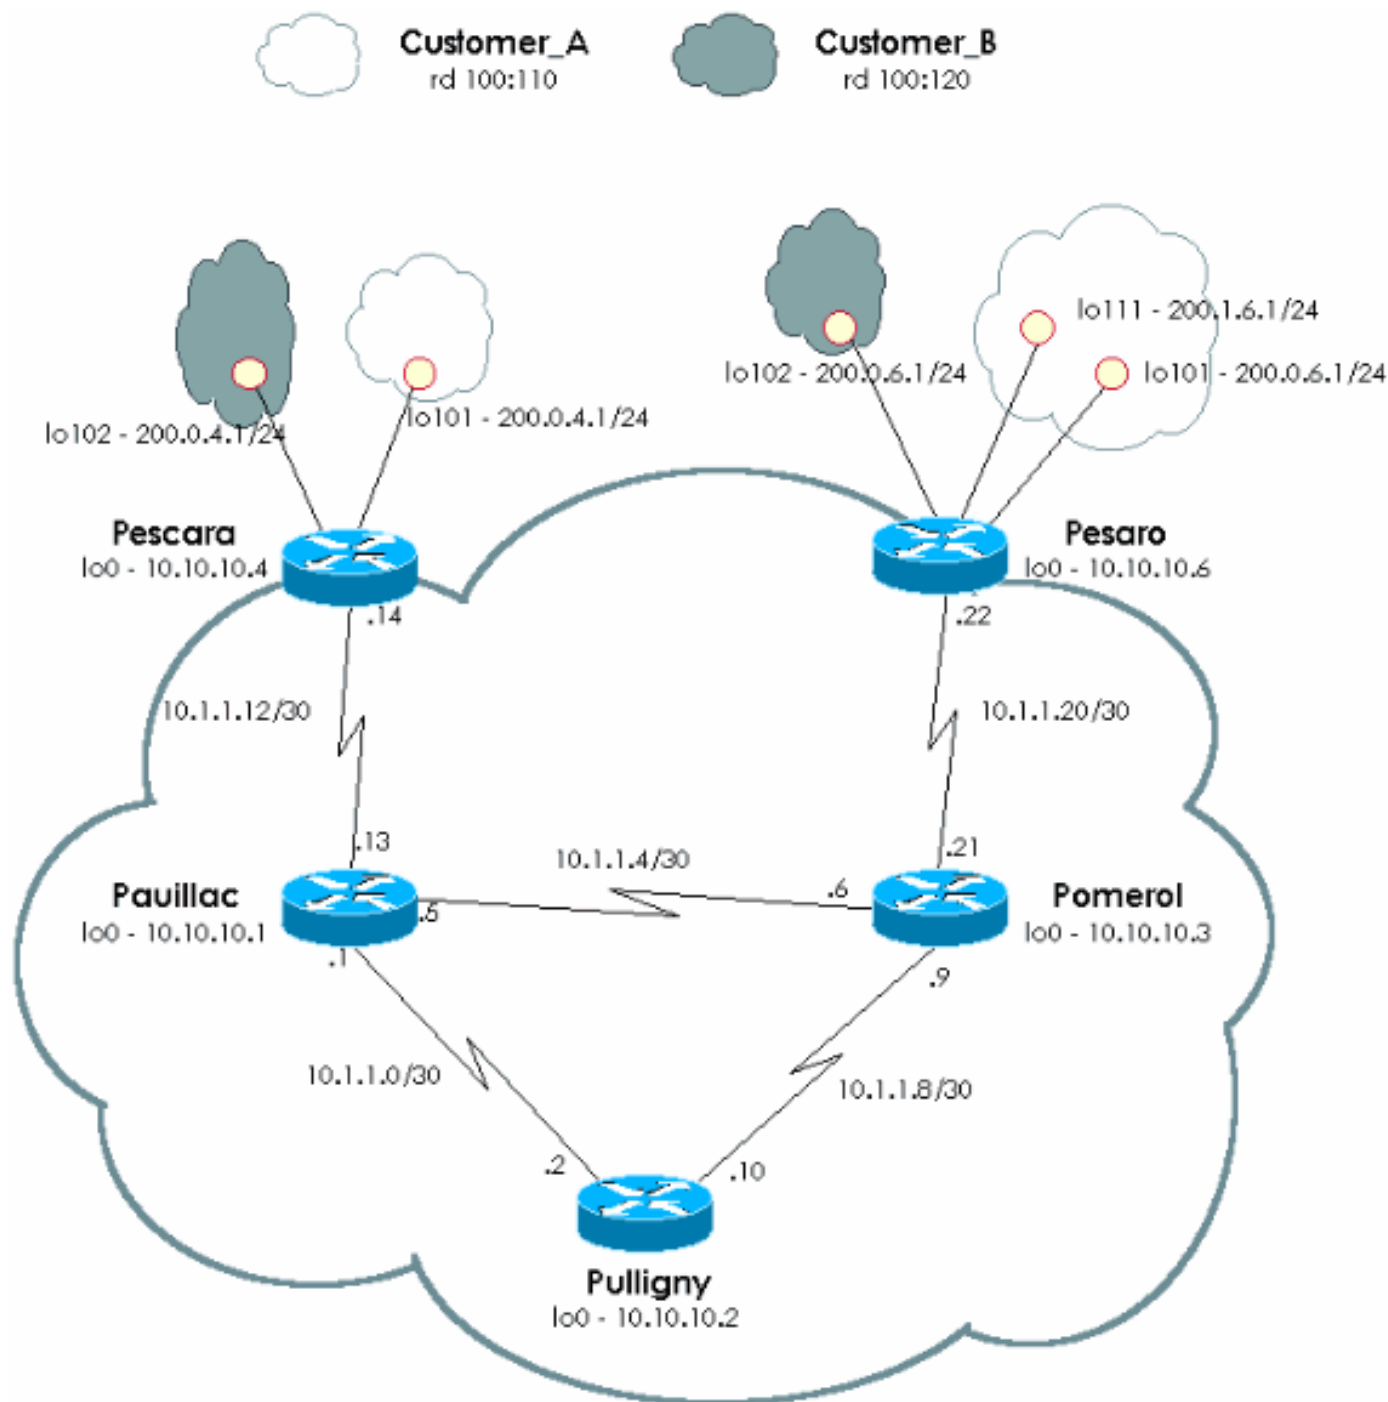 Customer_A
rd 100:110
Customer_B
rd 100:120
lo102 - 200.0.4.1/24
lo101 - 200.0.4.1/24
lo102 - 200.0.6.1/24
lo111 - 200.1.6.1/24
lo101 - 200.0.6.1/24
Pescara
lo0 - 10.10.10.4
.14
Pesaro
lo0 - 10.10.10.6
.22
10.1.1.12/30
10.1.1.20/30
.13
.21
10.1.1.4/30
Pauillac
lo0 - 10.10.10.1
.5
.6
.1
Pomerol
lo0 - 10.10.10.3
.9
10.1.1.0/30
10.1.1.8/30
.2
.10
Pulligny
lo0 - 10.10.10.2